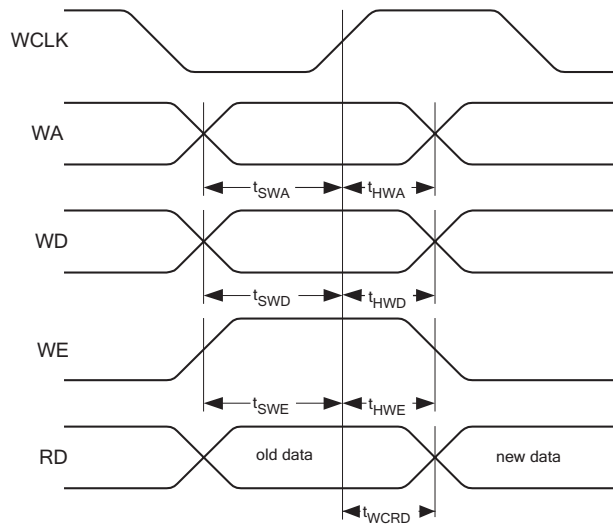 WCLK
WA
tSWA tHWA
WD
tSWD tHWD
WE
tSWE tHWE
RD old data new data
tWCRD